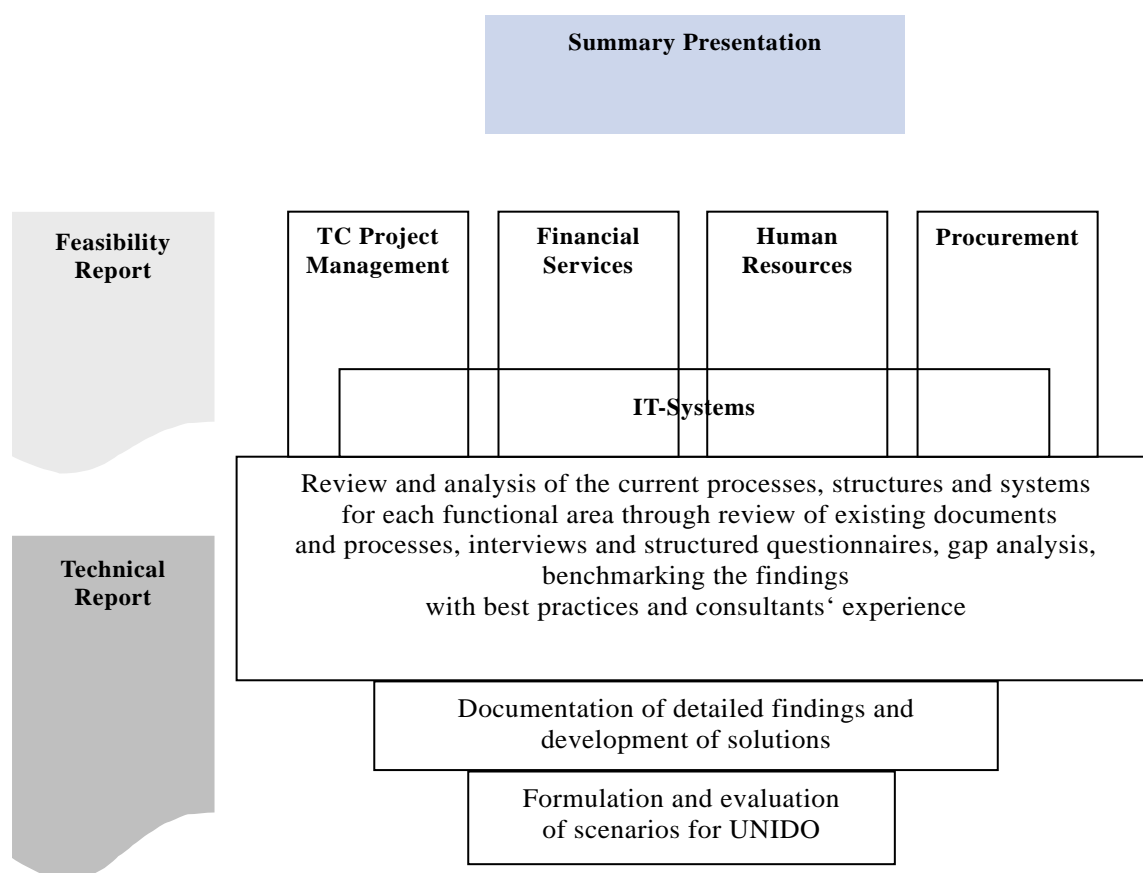 Summary Presentation
Feasibility
Report
TC Project
Management
Financial
Services
Human
Resources
Procurement
IT-Systems
Review and analysis of the current processes, structures and systems
for each functional area through review of existing documents
and processes, interviews and structured questionnaires, gap analysis,
benchmarking the findings
with best practices and consultants‘ experience
Technical
Report
Documentation of detailed findings and
development of solutions
Formulation and evaluation
of scenarios for UNIDO